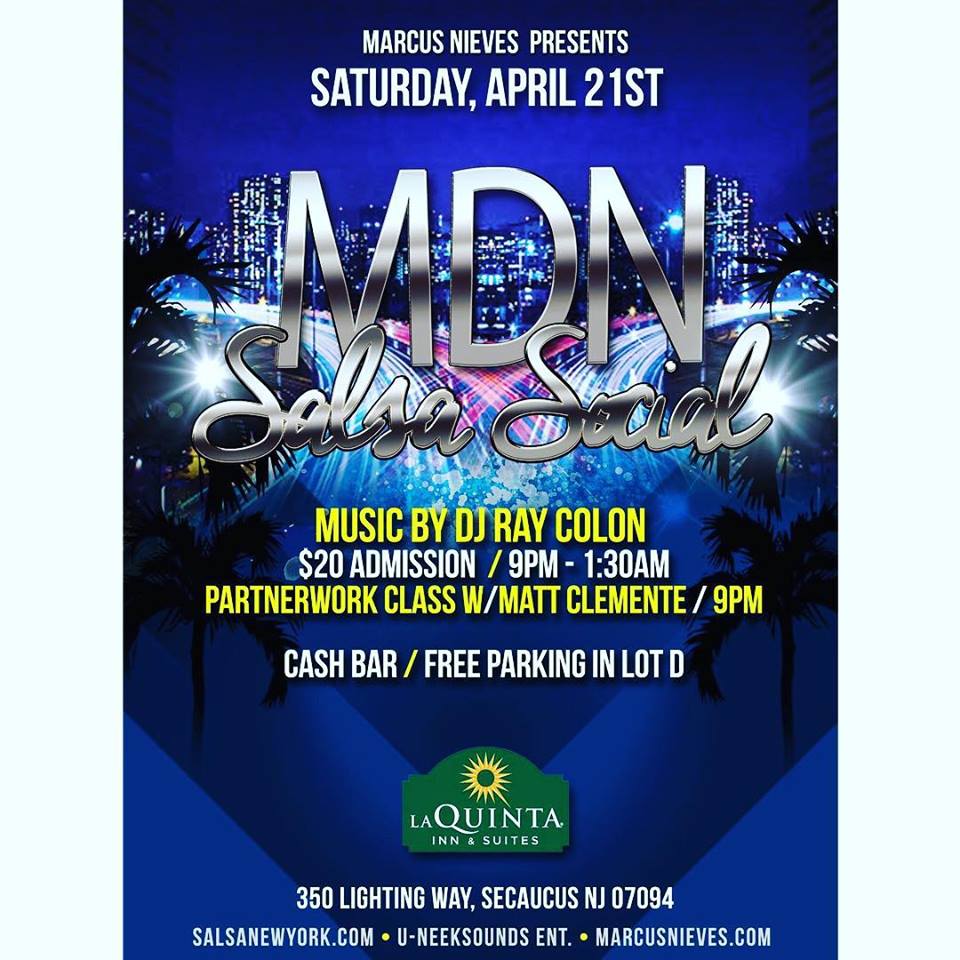 MARCUS NIEVES PRESENTS
SATURDAY, APRIL 21ST
MDN
Salsa Social
MUSIC BY DJ RAY COLON
$20 ADMISSION / 9PM - 1:30AM
PARTNERWORK CLASS W/MATT CLEMENTE / 9PM
CASH BAR / FREE PARKING IN LOT D
LAQUINTA
INN & SUITES
350 LIGHTING WAY, SECAUCUS NJ 07094
SALSANEWYORK.COM • U-NEEKSOUNDS ENT. • MARCUSNIEVES.COM